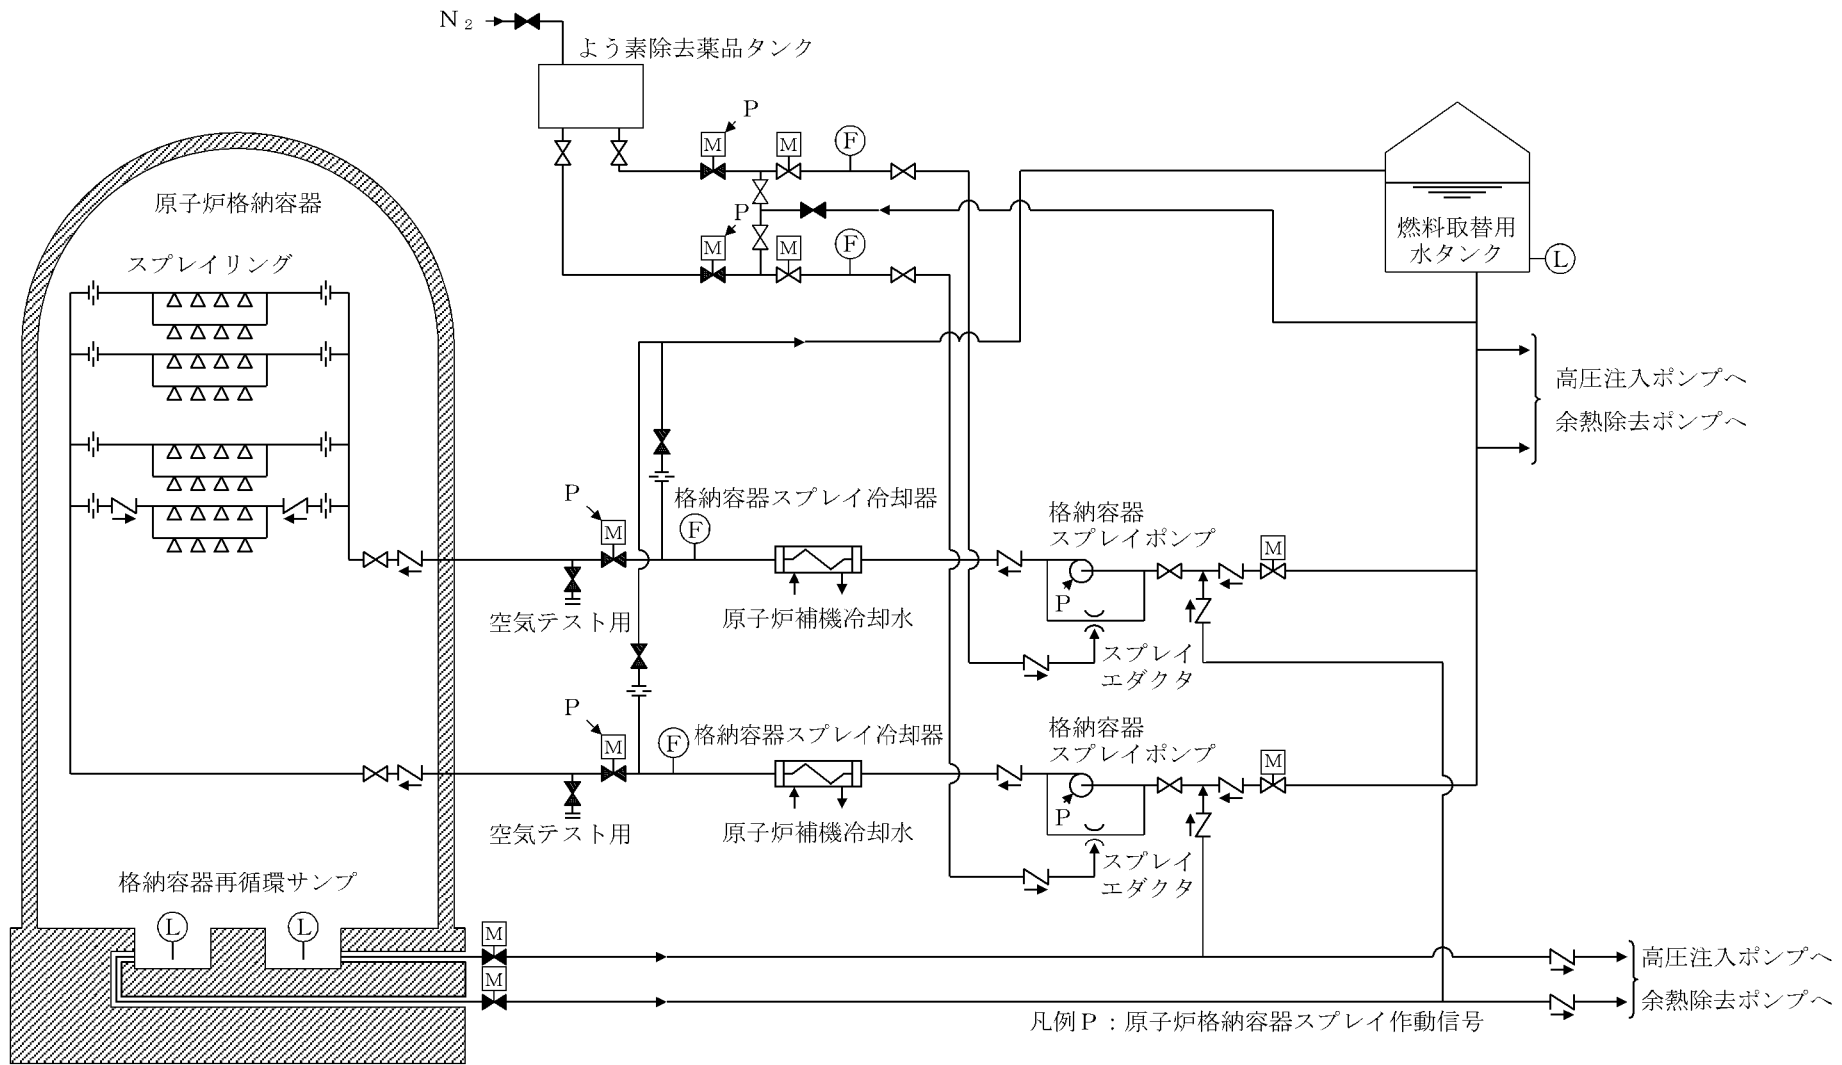 N₂
よう素除去薬品タンク
P
M
M
F
原子炉格納容器
P
M
M
F
燃料取替用
水タンク
L
スプレイリング
高圧注入ポンプへ
余熱除去ポンプへ
P
M
格納容器スプレイ冷却器
F
格納容器
スプレイポンプ
M
P
空気テスト用
原子炉補機冷却水
スプレイ
エダクタ
P
M
F
格納容器スプレイ冷却器
格納容器
スプレイポンプ
M
P
空気テスト用
原子炉補機冷却水
スプレイ
エダクタ
格納容器再循環サンプ
L
L
M
M
高圧注入ポンプへ
余熱除去ポンプへ
凡例P：原子炉格納容器スプレイ作動信号